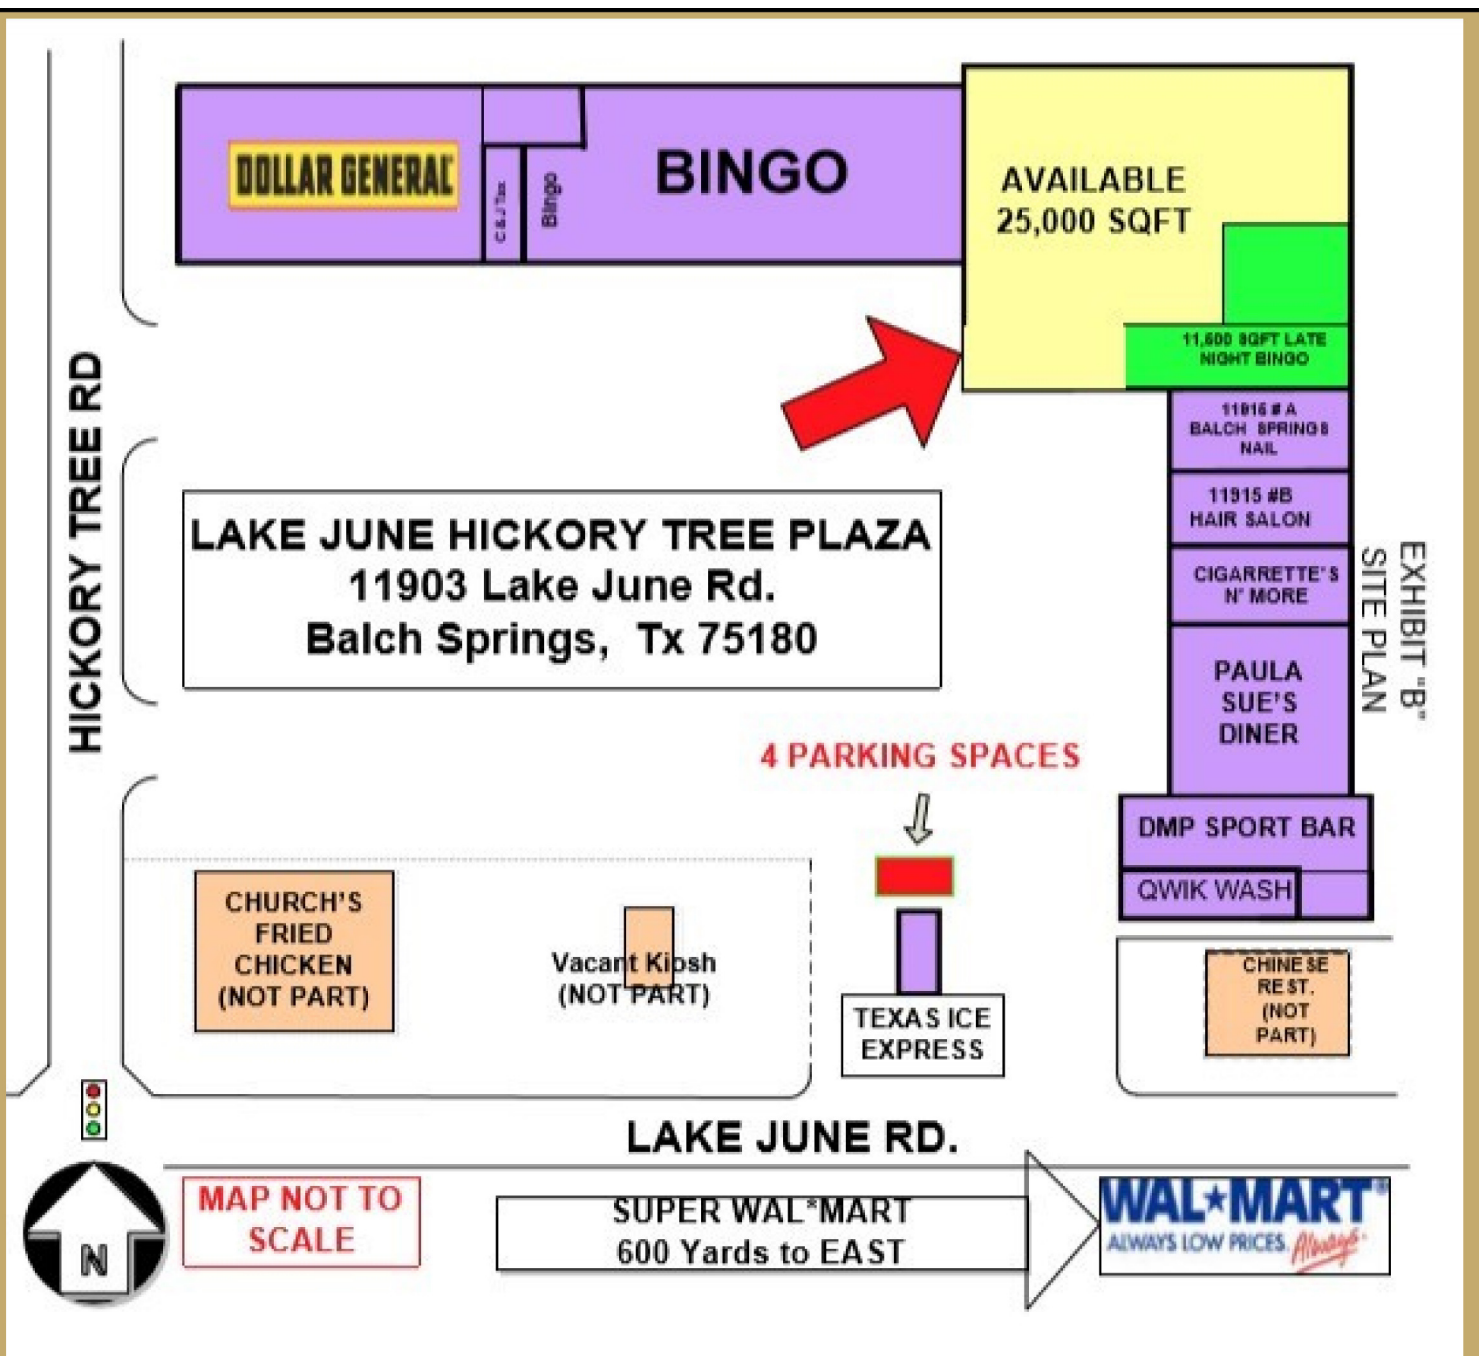 DOLLAR GENERAL
C & J Tax
Bingo
BINGO
AVAILABLE
25,000 SQFT
11,500 SQFT LATE
NIGHT BINGO
11915 # A
BALCH SPRINGS
NAIL
11915 #B
HAIR SALON
CIGARRETTE'S
N' MORE
PAULA
SUE'S
DINER
DMP SPORT BAR
QWIK WASH
EXHIBIT "B"
SITE PLAN
HICKORY TREE RD
LAKE JUNE HICKORY TREE PLAZA
11903 Lake June Rd.
Balch Springs, Tx 75180
4 PARKING SPACES
CHURCH'S
FRIED
CHICKEN
(NOT PART)
Vacant Kiosh
(NOT PART)
TEXAS ICE
EXPRESS
CHINESE
REST.
(NOT
PART)
LAKE JUNE RD.
N
MAP NOT TO
SCALE
SUPER WAL*MART
600 Yards to EAST
WAL★MART®
ALWAYS LOW PRICES. Always.